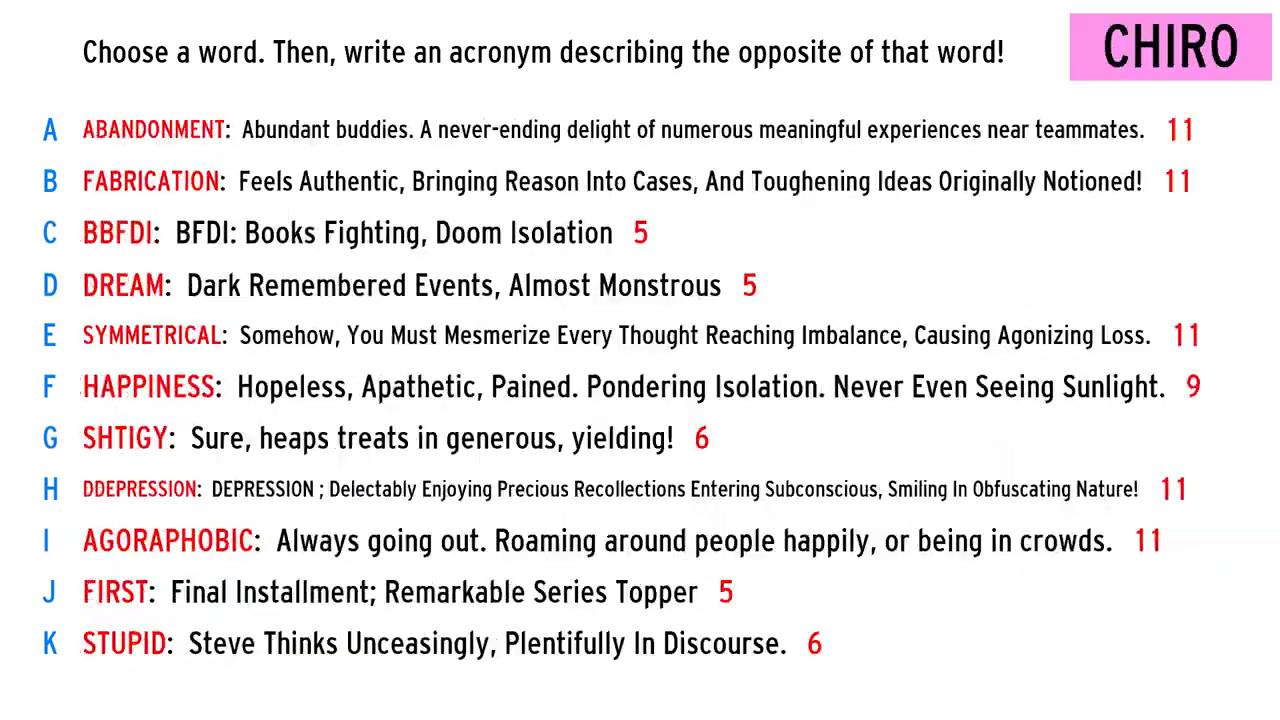 Choose a word. Then, write an acronym describing the opposite of that word!
CHIRO
A ABANDONMENT: Abundant buddies. A never-ending delight of numerous meaningful experiences near teammates. 11
B FABRICATION: Feels Authentic, Bringing Reason Into Cases, And Toughening Ideas Originally Notioned! 11
C BBFDI: BFDI: Books Fighting, Doom Isolation 5
D DREAM: Dark Remembered Events, Almost Monstrous 5
E SYMMETRICAL: Somehow, You Must Mesmerize Every Thought Reaching Imbalance, Causing Agonizing Loss. 11
F HAPPINESS: Hopeless, Apathetic, Pained. Pondering Isolation. Never Even Seeing Sunlight. 9
G SHTIGY: Sure, heaps treats in generous, yielding! 6
H DDEPRESSION: DEPRESSION ; Delectably Enjoying Precious Recollections Entering Subconscious, Smiling In Obfuscating Nature! 11
I AGORAPHOBIC: Always going out. Roaming around people happily, or being in crowds. 11
J FIRST: Final Installment; Remarkable Series Topper 5
K STUPID: Steve Thinks Unceasingly, Plentifully In Discourse. 6